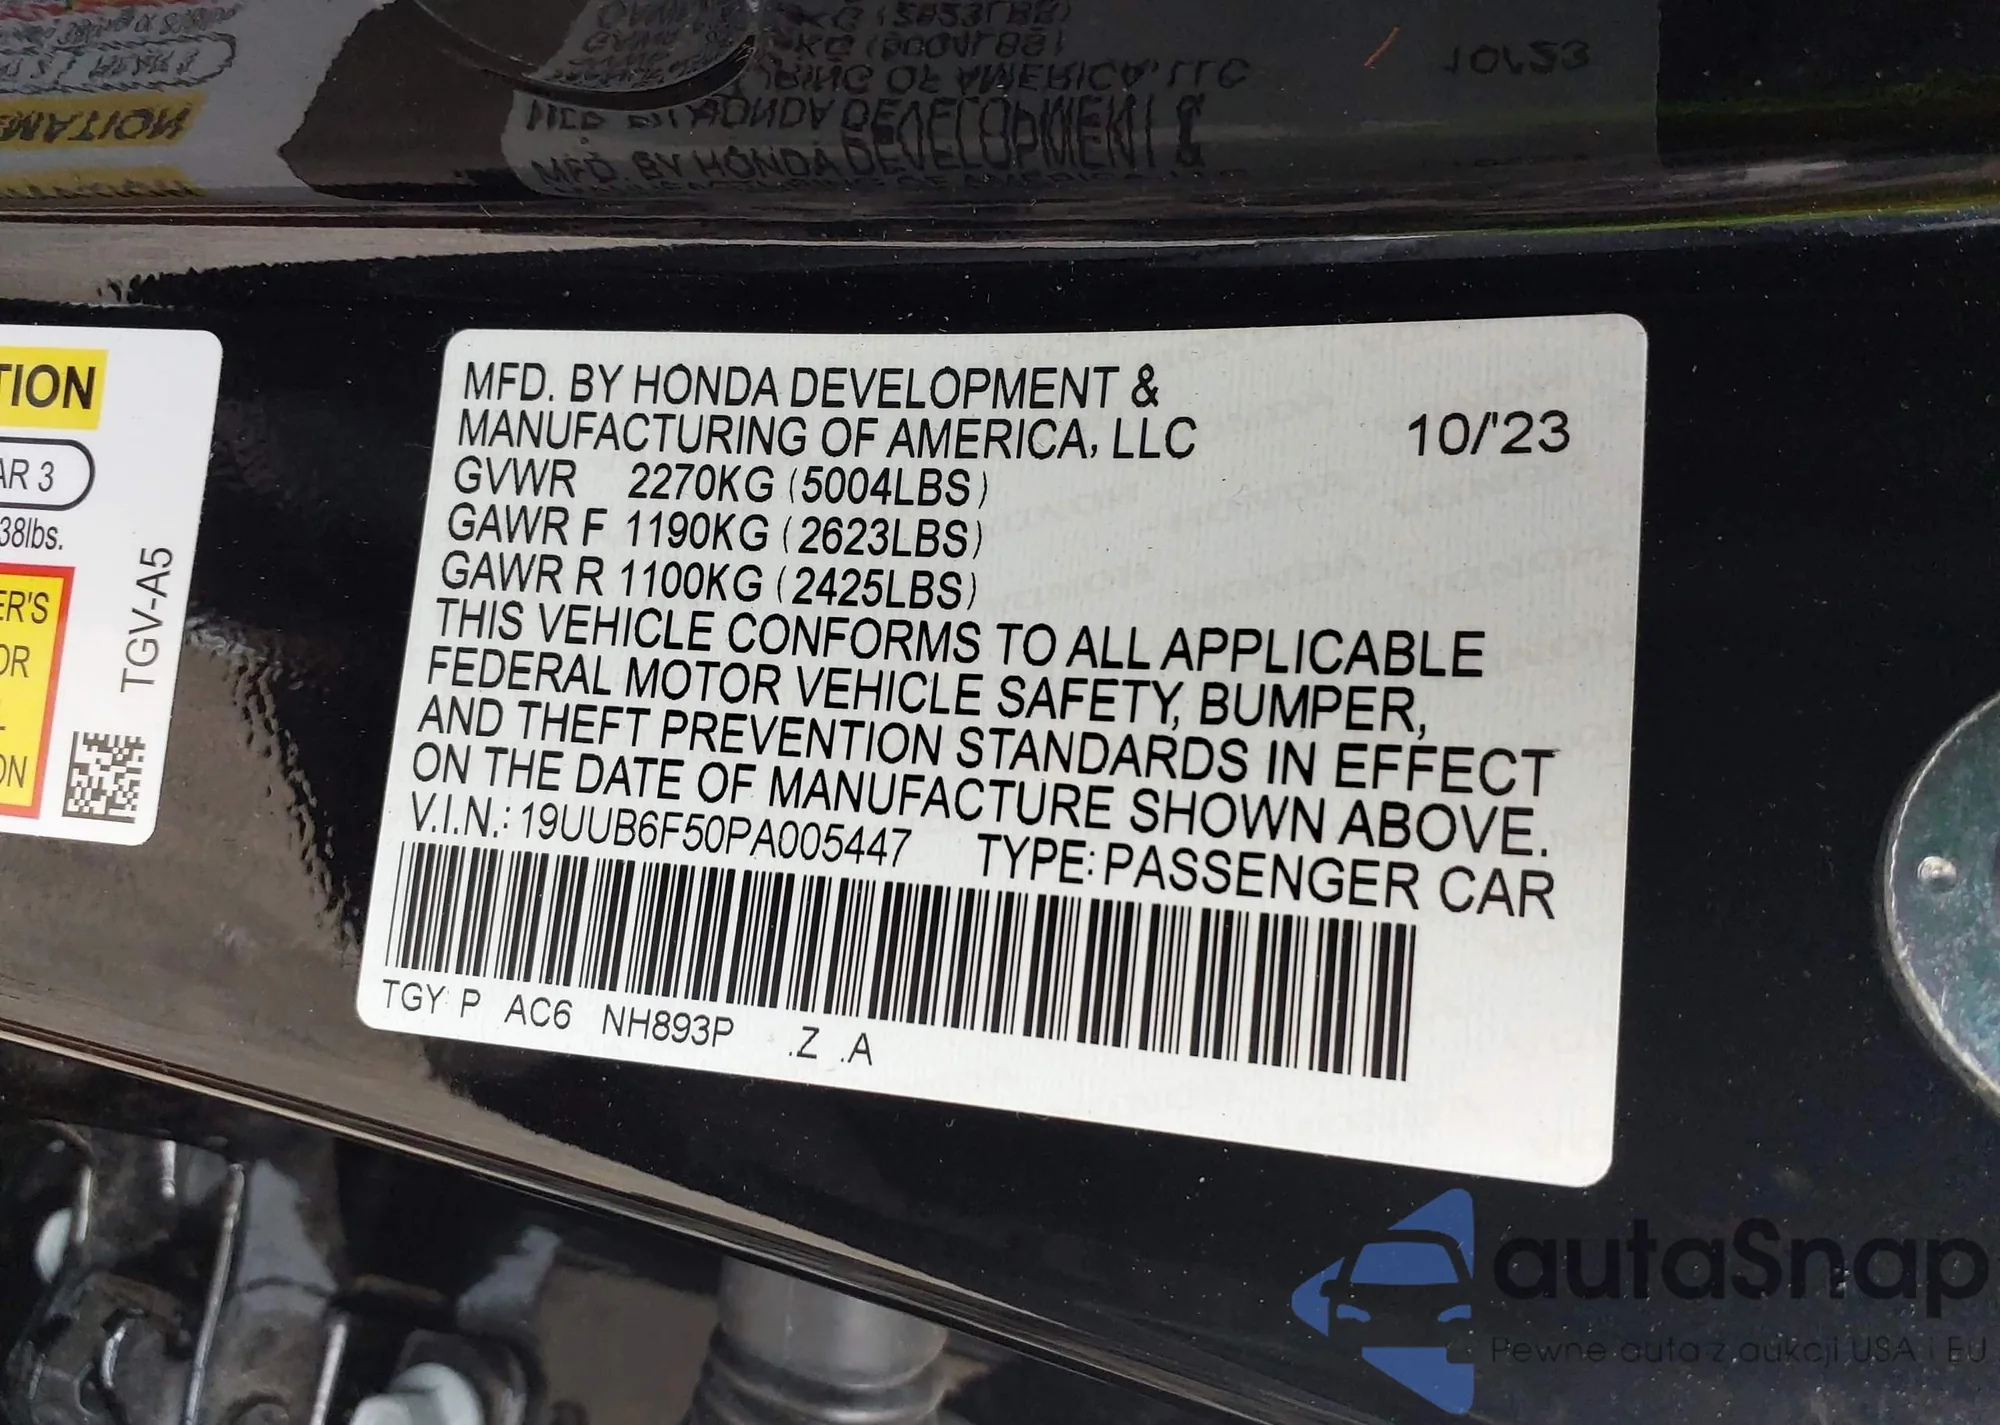 TION
AR 3
38lbs.
ER'S
OR
L
ON
TGV-A5
MFD. BY HONDA DEVELOPMENT &
MANUFACTURING OF AMERICA, LLC 10/'23
GVWR 2270KG (5004LBS)
GAWR F 1190KG (2623LBS)
GAWR R 1100KG (2425LBS)
THIS VEHICLE CONFORMS TO ALL APPLICABLE
FEDERAL MOTOR VEHICLE SAFETY, BUMPER,
AND THEFT PREVENTION STANDARDS IN EFFECT
ON THE DATE OF MANUFACTURE SHOWN ABOVE.
V.I.N.: 19UUB6F50PA005447 TYPE: PASSENGER CAR
TGY P AC6 NH893P .Z .A
autaSnap
Pewne auta z aukcji USA i EU